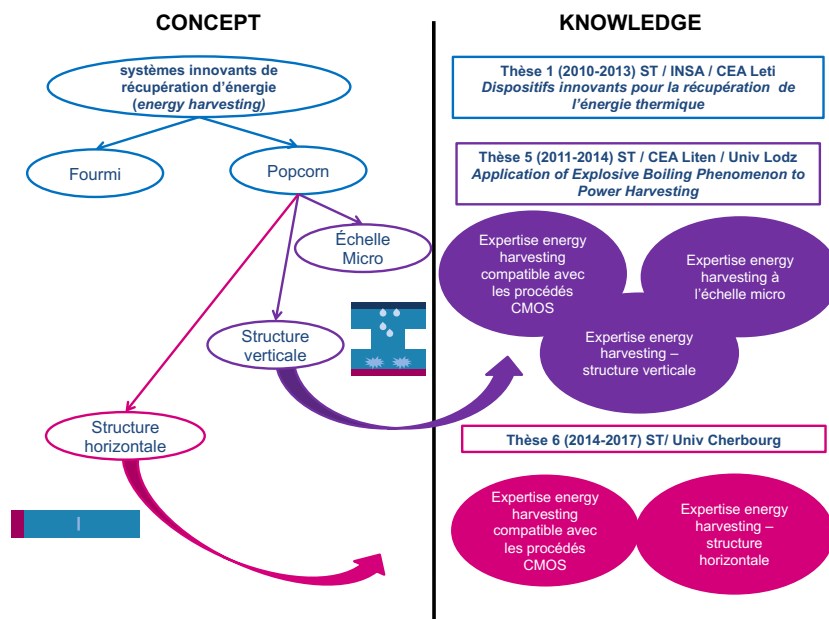 CONCEPT
systèmes innovants de
récupération d'énergie
(energy harvesting)
Fourmi
Popcorn
Échelle
Micro
Structure
verticale
Structure
horizontale
KNOWLEDGE
Thèse 1 (2010-2013) ST / INSA / CEA Leti
Dispositifs innovants pour la récupération de
l'énergie thermique
Thèse 5 (2011-2014) ST / CEA Liten / Univ Lodz
Application of Explosive Boiling Phenomenon to
Power Harvesting
Expertise energy
harvesting
compatible avec
les procédés
CMOS
Expertise energy
harvesting à
l'échelle micro
Expertise energy
harvesting –
structure verticale
Thèse 6 (2014-2017) ST/ Univ Cherbourg
Expertise energy
harvesting
compatible avec
les procédés
CMOS
Expertise energy
harvesting –
structure
horizontale